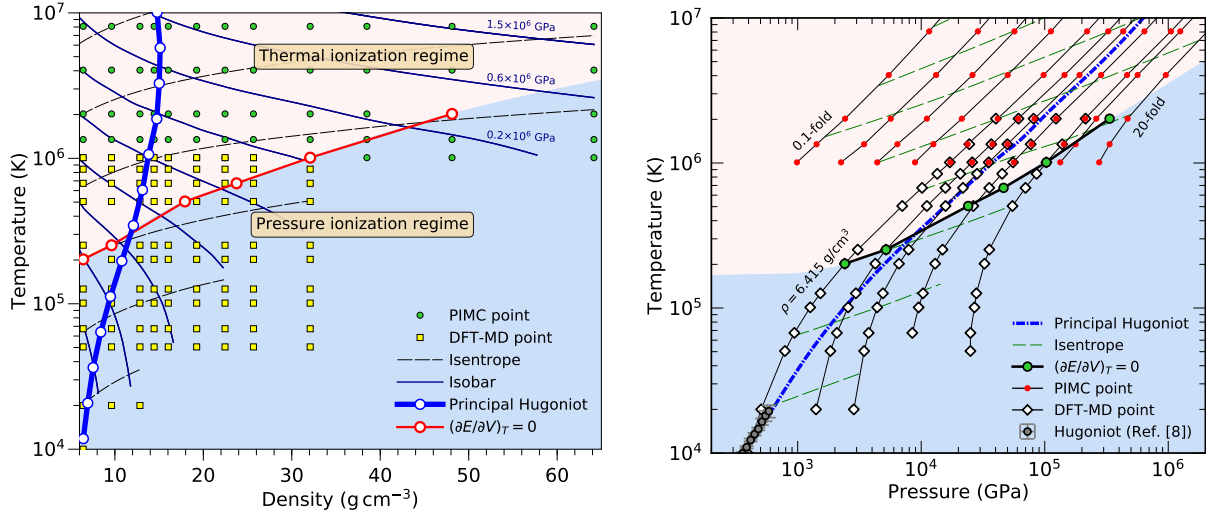 10⁷
10⁶
10⁵
10⁴
Temperature (K)
10 20 30 40 50 60
Density (g cm⁻³)
1.5×10⁶ GPa
Thermal ionization regime
0.6×10⁶ GPa
0.2×10⁶ GPa
Pressure ionization regime
PIMC point
DFT-MD point
Isentrope
Isobar
Principal Hugoniot
(∂E/∂V)_T = 0
10⁷
10⁶
10⁵
10⁴
Temperature (K)
10³ 10⁴ 10⁵ 10⁶
Pressure (GPa)
0.1-fold
20-fold
ρ = 6.415 g/cm³
Principal Hugoniot
Isentrope
(∂E/∂V)_T = 0
PIMC point
DFT-MD point
Hugoniot (Ref. [8])